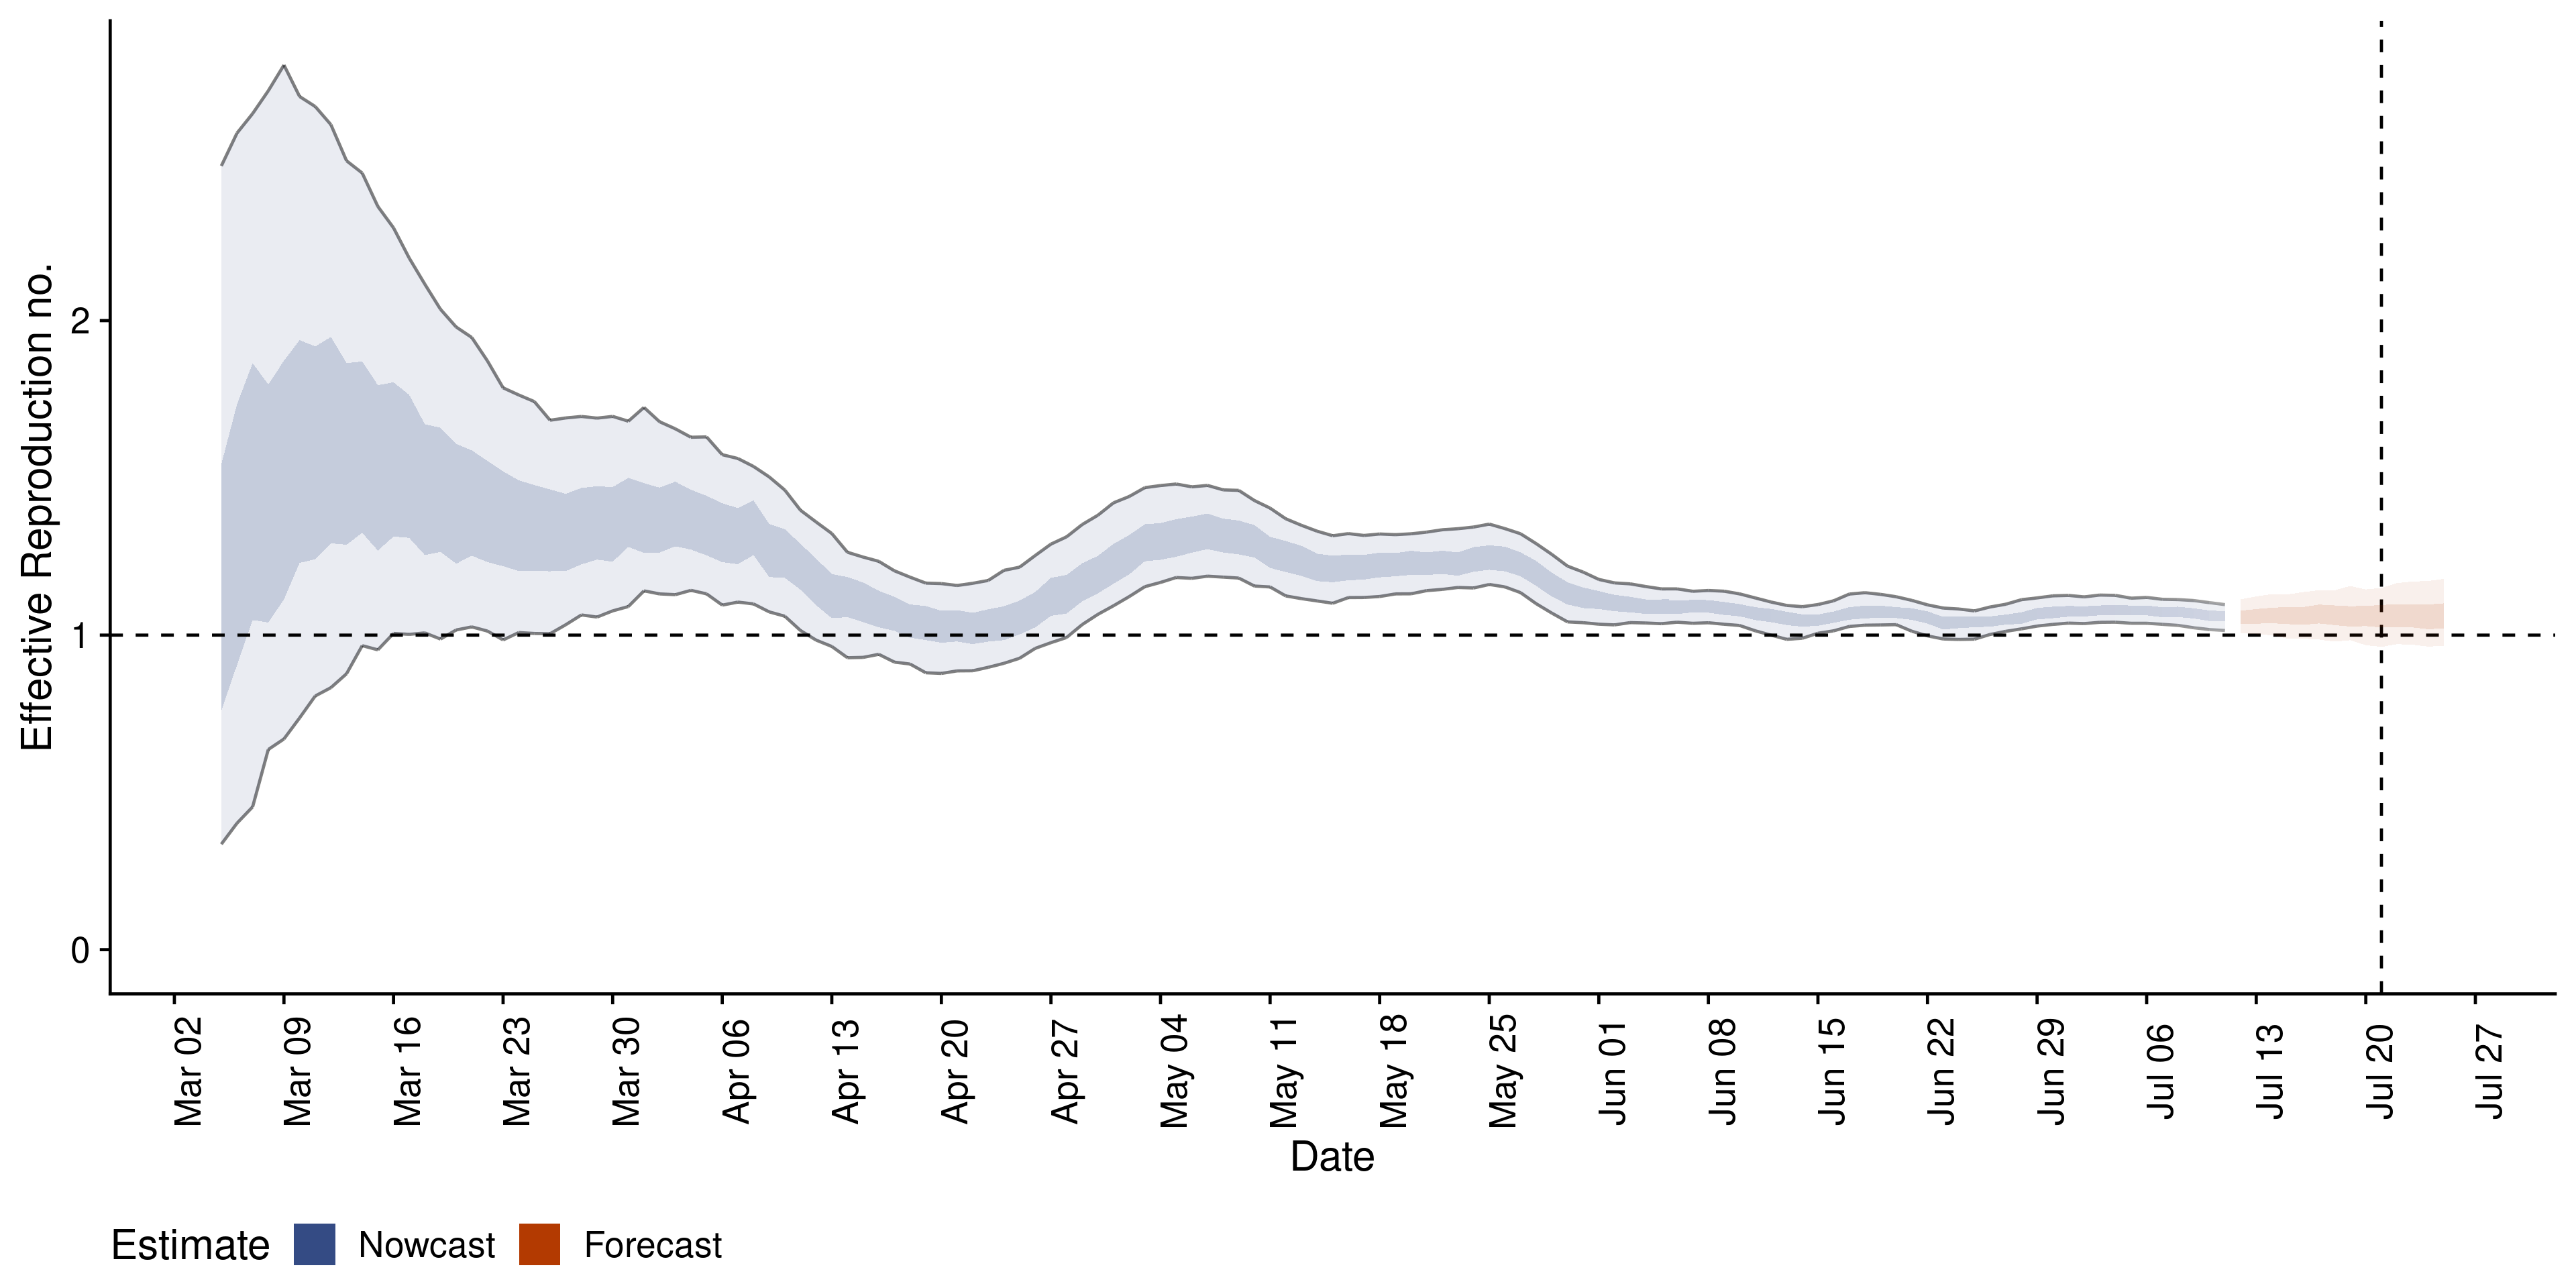 Effective Reproduction no.
2
1
0
Mar 02
Mar 09
Mar 16
Mar 23
Mar 30
Apr 06
Apr 13
Apr 20
Apr 27
May 04
May 11
May 18
May 25
Jun 01
Jun 08
Jun 15
Jun 22
Jun 29
Jul 06
Jul 13
Jul 20
Jul 27
Date
Estimate Nowcast Forecast